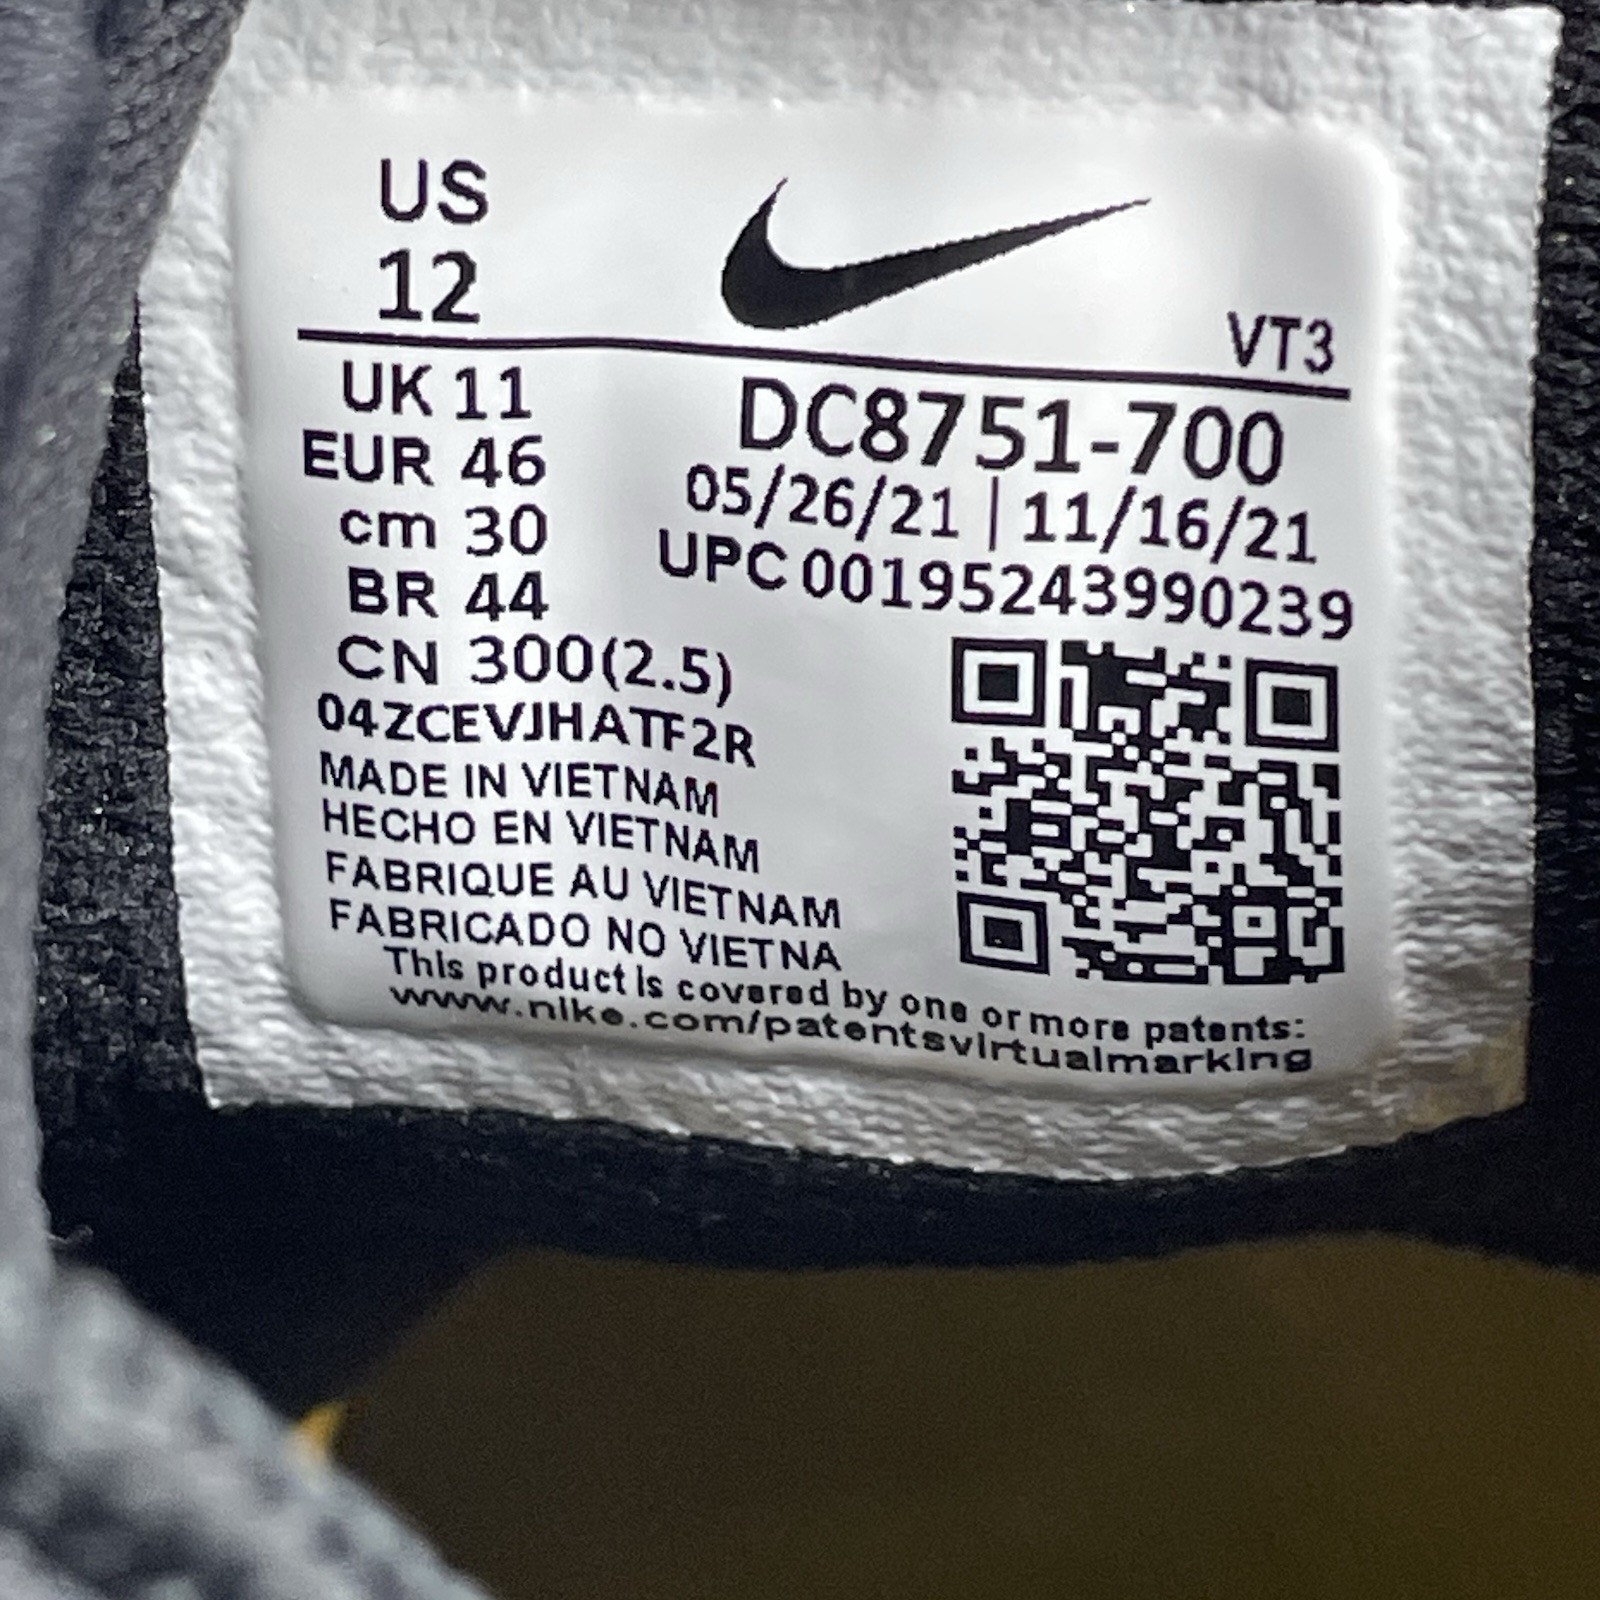 US
12
VT3
UK 11
EUR 46
cm 30
BR 44
CN 300(2.5)
DC8751-700
05/26/21 | 11/16/21
UPC 00195243990239
04ZCEVJHATF2R
MADE IN VIETNAM
HECHO EN VIETNAM
FABRIQUE AU VIETNAM
FABRICADO NO VIETNA
This product is covered by one or more patents:
www.nike.com/patentsvirtualmarking